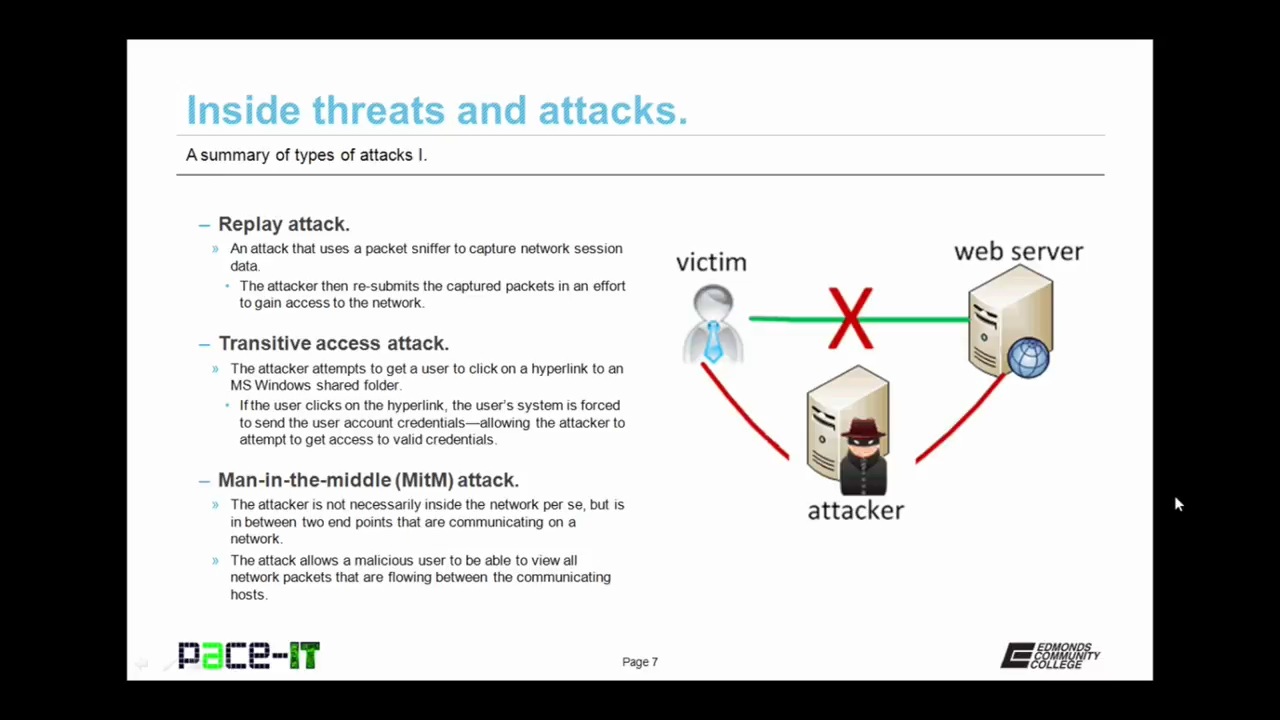 Inside threats and attacks.
A summary of types of attacks I.
– Replay attack.
» An attack that uses a packet sniffer to capture network session
data.
• The attacker then re-submits the captured packets in an effort
to gain access to the network.
– Transitive access attack.
» The attacker attempts to get a user to click on a hyperlink to an
MS Windows shared folder.
• If the user clicks on the hyperlink, the user's system is forced
to send the user account credentials—allowing the attacker to
attempt to get access to valid credentials.
– Man-in-the-middle (MitM) attack.
» The attacker is not necessarily inside the network per se, but is
in between two end points that are communicating on a
network.
» The attack allows a malicious user to be able to view all
network packets that are flowing between the communicating
hosts.
victim
web server
X
attacker
pace-IT
Page 7
EDMONDS
COMMUNITY
COLLEGE